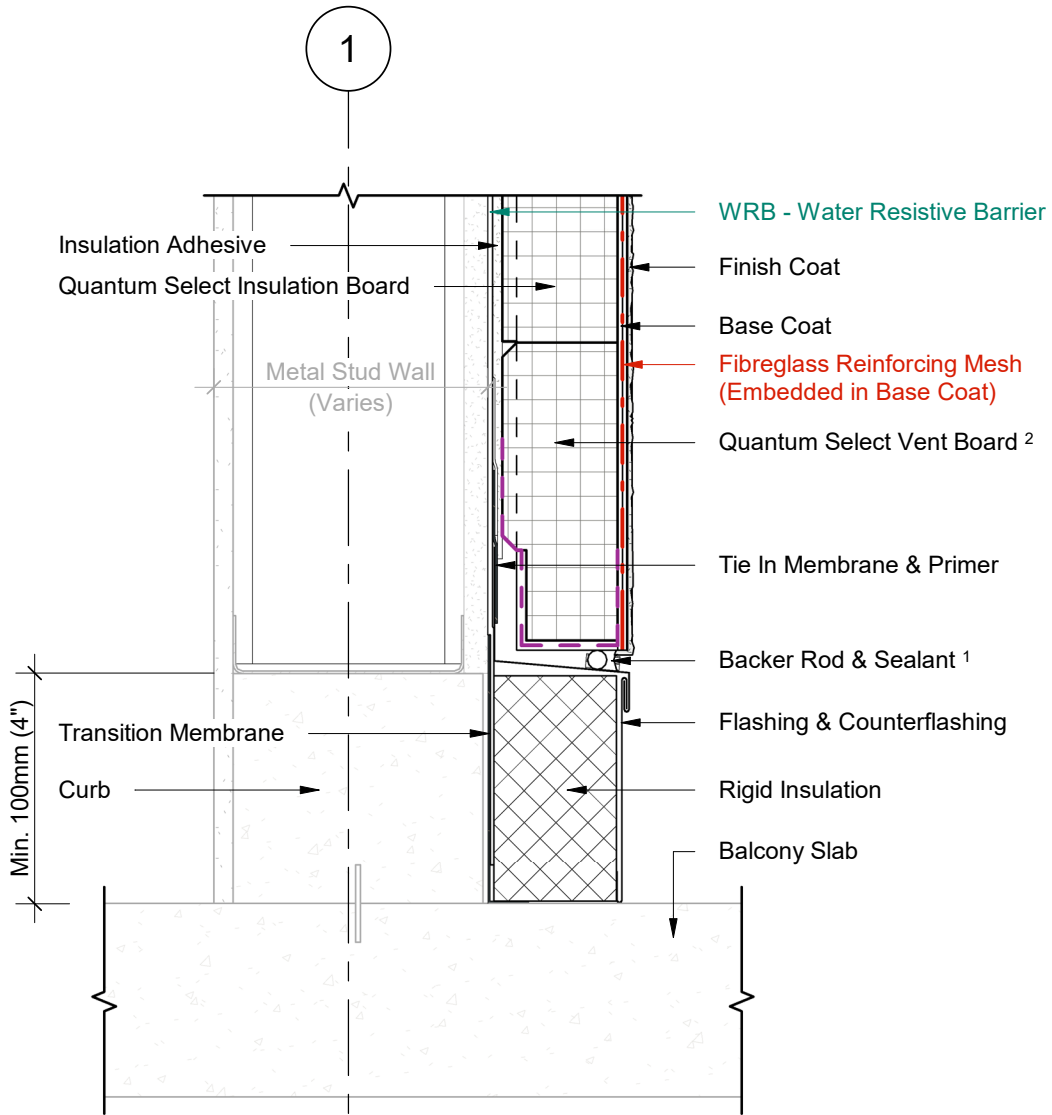 1
WRB - Water Resistive Barrier
Insulation Adhesive
Finish Coat
Quantum Select Insulation Board
Base Coat
Metal Stud Wall
(Varies)
Fibreglass Reinforcing Mesh
(Embedded in Base Coat)
Quantum Select Vent Board 2
Tie In Membrane & Primer
Backer Rod & Sealant 1
Transition Membrane
Flashing & Counterflashing
Min. 100mm (4")
Curb
Rigid Insulation
Balcony Slab